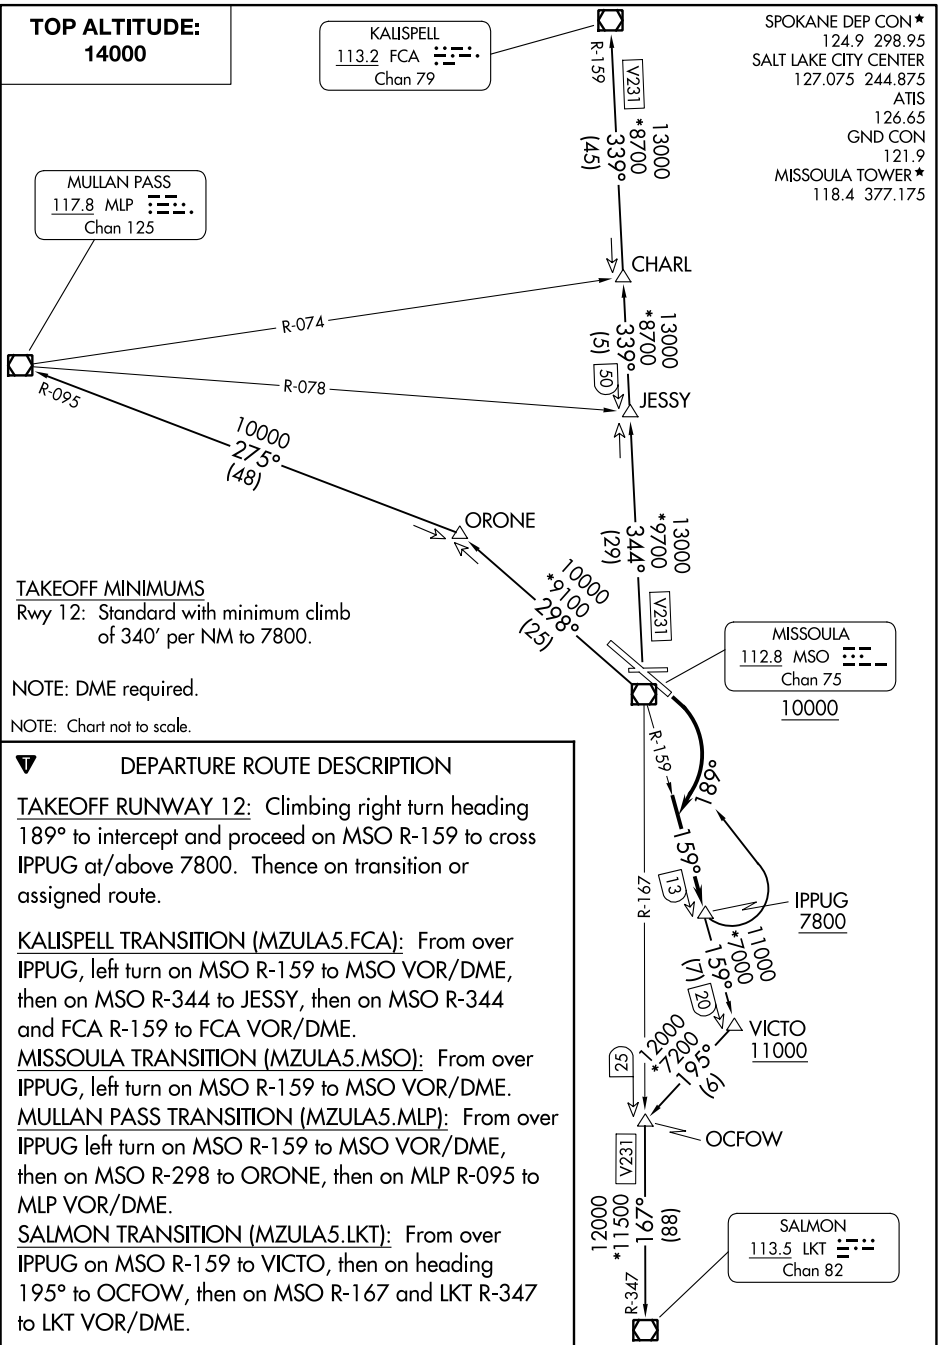 TOP ALTITUDE:
14000
KALISPELL
113.2 FCA
Chan 79
SPOKANE DEP CON★
124.9 298.95
SALT LAKE CITY CENTER
127.075 244.875
ATIS
126.65
GND CON
121.9
MISSOULA TOWER★
118.4 377.175
R-159
V231
13000
*8700
339°
(45)
MULLAN PASS
117.8 MLP
Chan 125
CHARL
R-074
13000
*8700
339°
(5)
50
R-078
JESSY
R-095
10000
275°
(48)
ORONE
13000
*9700
344°
(29)
V231
10000
*9100
298°
(25)
TAKEOFF MINIMUMS
Rwy 12: Standard with minimum climb
of 340′ per NM to 7800.
NOTE: DME required.
NOTE: Chart not to scale.
MISSOULA
112.8 MSO
Chan 75
10000
R-159
189°
159°
R-167
13
IPPUG
7800
11000
*7000
159°
(7)
20
VICTO
11000
12000
*7200
195°
(6)
25
OCFOW
V231
12000
*11500
167°
(88)
R-347
SALMON
113.5 LKT
Chan 82
T
DEPARTURE ROUTE DESCRIPTION
TAKEOFF RUNWAY 12: Climbing right turn heading
189° to intercept and proceed on MSO R-159 to cross
IPPUG at/above 7800. Thence on transition or
assigned route.
KALISPELL TRANSITION (MZULA5.FCA): From over
IPPUG, left turn on MSO R-159 to MSO VOR/DME,
then on MSO R-344 to JESSY, then on MSO R-344
and FCA R-159 to FCA VOR/DME.
MISSOULA TRANSITION (MZULA5.MSO): From over
IPPUG, left turn on MSO R-159 to MSO VOR/DME.
MULLAN PASS TRANSITION (MZULA5.MLP): From over
IPPUG left turn on MSO R-159 to MSO VOR/DME,
then on MSO R-298 to ORONE, then on MLP R-095 to
MLP VOR/DME.
SALMON TRANSITION (MZULA5.LKT): From over
IPPUG on MSO R-159 to VICTO, then on heading
195° to OCFOW, then on MSO R-167 and LKT R-347
to LKT VOR/DME.